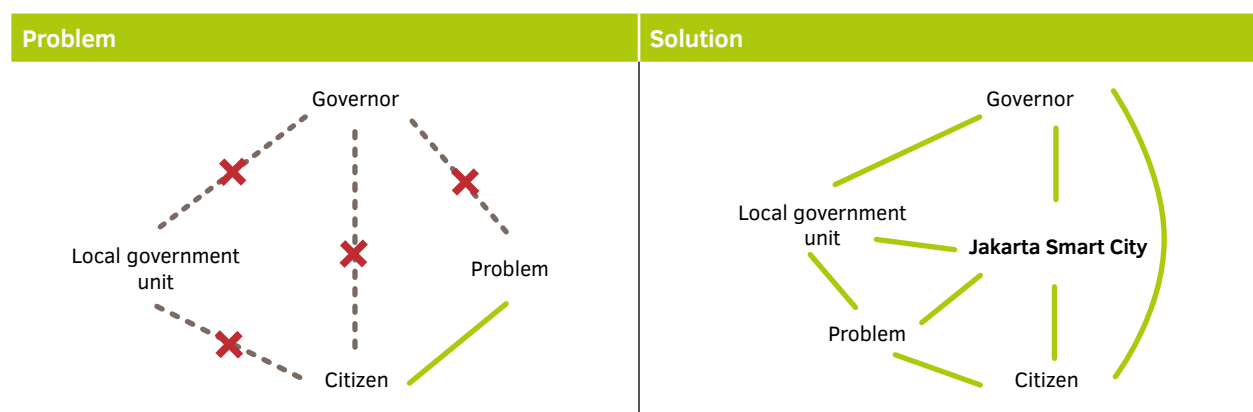 Problem
Governor
Local government
unit
Problem
Citizen
Solution
Governor
Local government
unit
Jakarta Smart City
Problem
Citizen